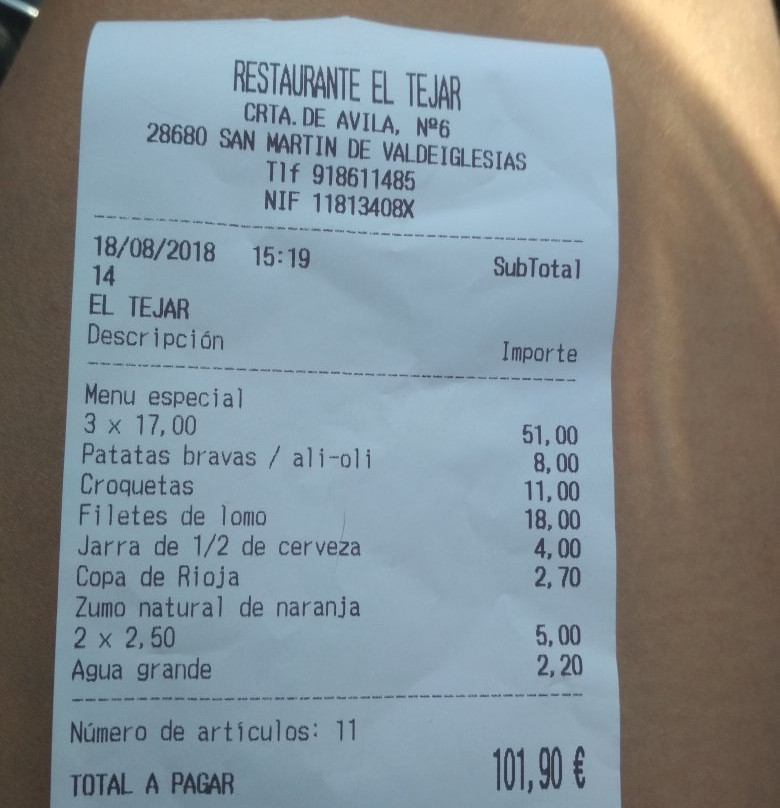 RESTAURANTE EL TEJAR
CRTA. DE AVILA, Nº6
28680 SAN MARTIN DE VALDEIGLESIAS
Tlf 918611485
NIF 11813408X
18/08/2018 15:19 SubTotal
14
EL TEJAR
Descripción Importe
Menu especial
3 x 17,00 51,00
Patatas bravas / ali-oli 8,00
Croquetas 11,00
Filetes de lomo 18,00
Jarra de 1/2 de cerveza 4,00
Copa de Rioja 2,70
Zumo natural de naranja
2 x 2,50 5,00
Agua grande 2,20
Número de artículos: 11
TOTAL A PAGAR 101,90 €